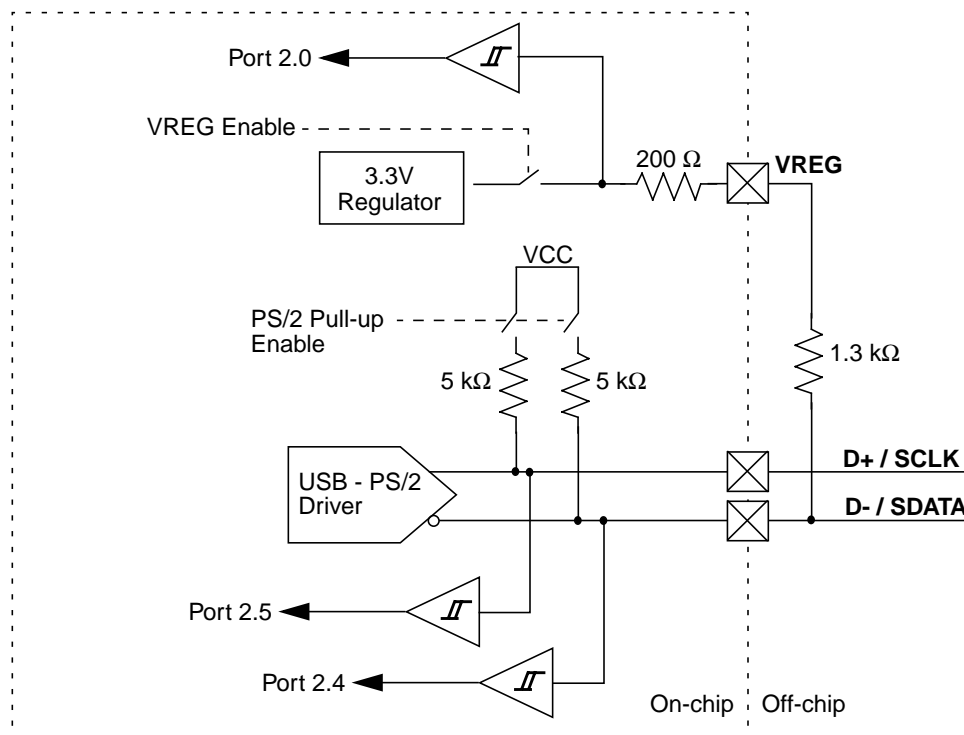 Port 2.0
VREG Enable
200 Ω
VREG
3.3V
Regulator
VCC
PS/2 Pull-up
Enable
5 kΩ
5 kΩ
1.3 kΩ
D+ / SCLK
USB - PS/2
Driver
D- / SDATA
Port 2.5
Port 2.4
On-chip
Off-chip